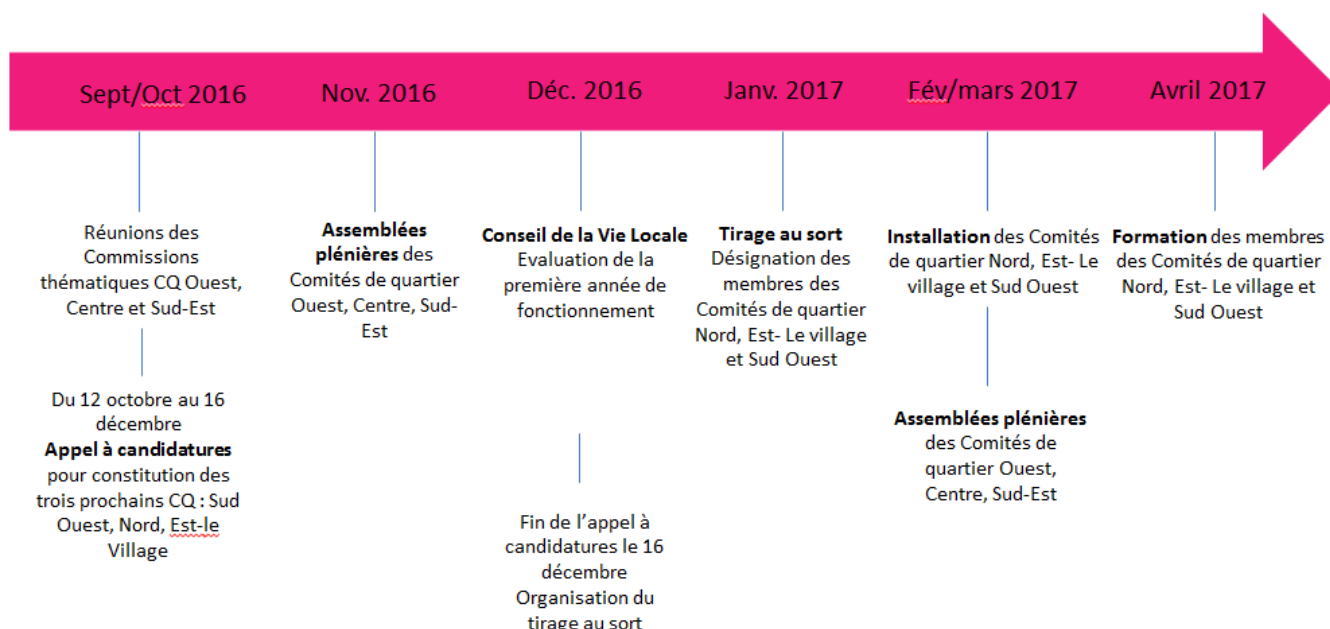 Sept/Oct 2016
Nov. 2016
Déc. 2016
Janv. 2017
Fév/mars 2017
Avril 2017
Réunions des
Commissions
thématiques CQ Ouest,
Centre et Sud-Est
Du 12 octobre au 16
décembre
Appel à candidatures
pour constitution des
trois prochains CQ : Sud
Ouest, Nord, Est-le
Village
Assemblées
plénières des
Comités de quartier
Ouest, Centre, Sud-
Est
Conseil de la Vie Locale
Evaluation de la
première année de
fonctionnement
Fin de l'appel à
candidatures le 16
décembre
Organisation du
tirage au sort
Tirage au sort
Désignation des
membres des
Comités de quartier
Nord, Est- Le village
et Sud Ouest
Installation des Comités
de quartier Nord, Est- Le
village et Sud Ouest
Assemblées plénières
des Comités de
quartier Ouest,
Centre, Sud-Est
Formation des membres
des Comités de quartier
Nord, Est- Le village et
Sud Ouest